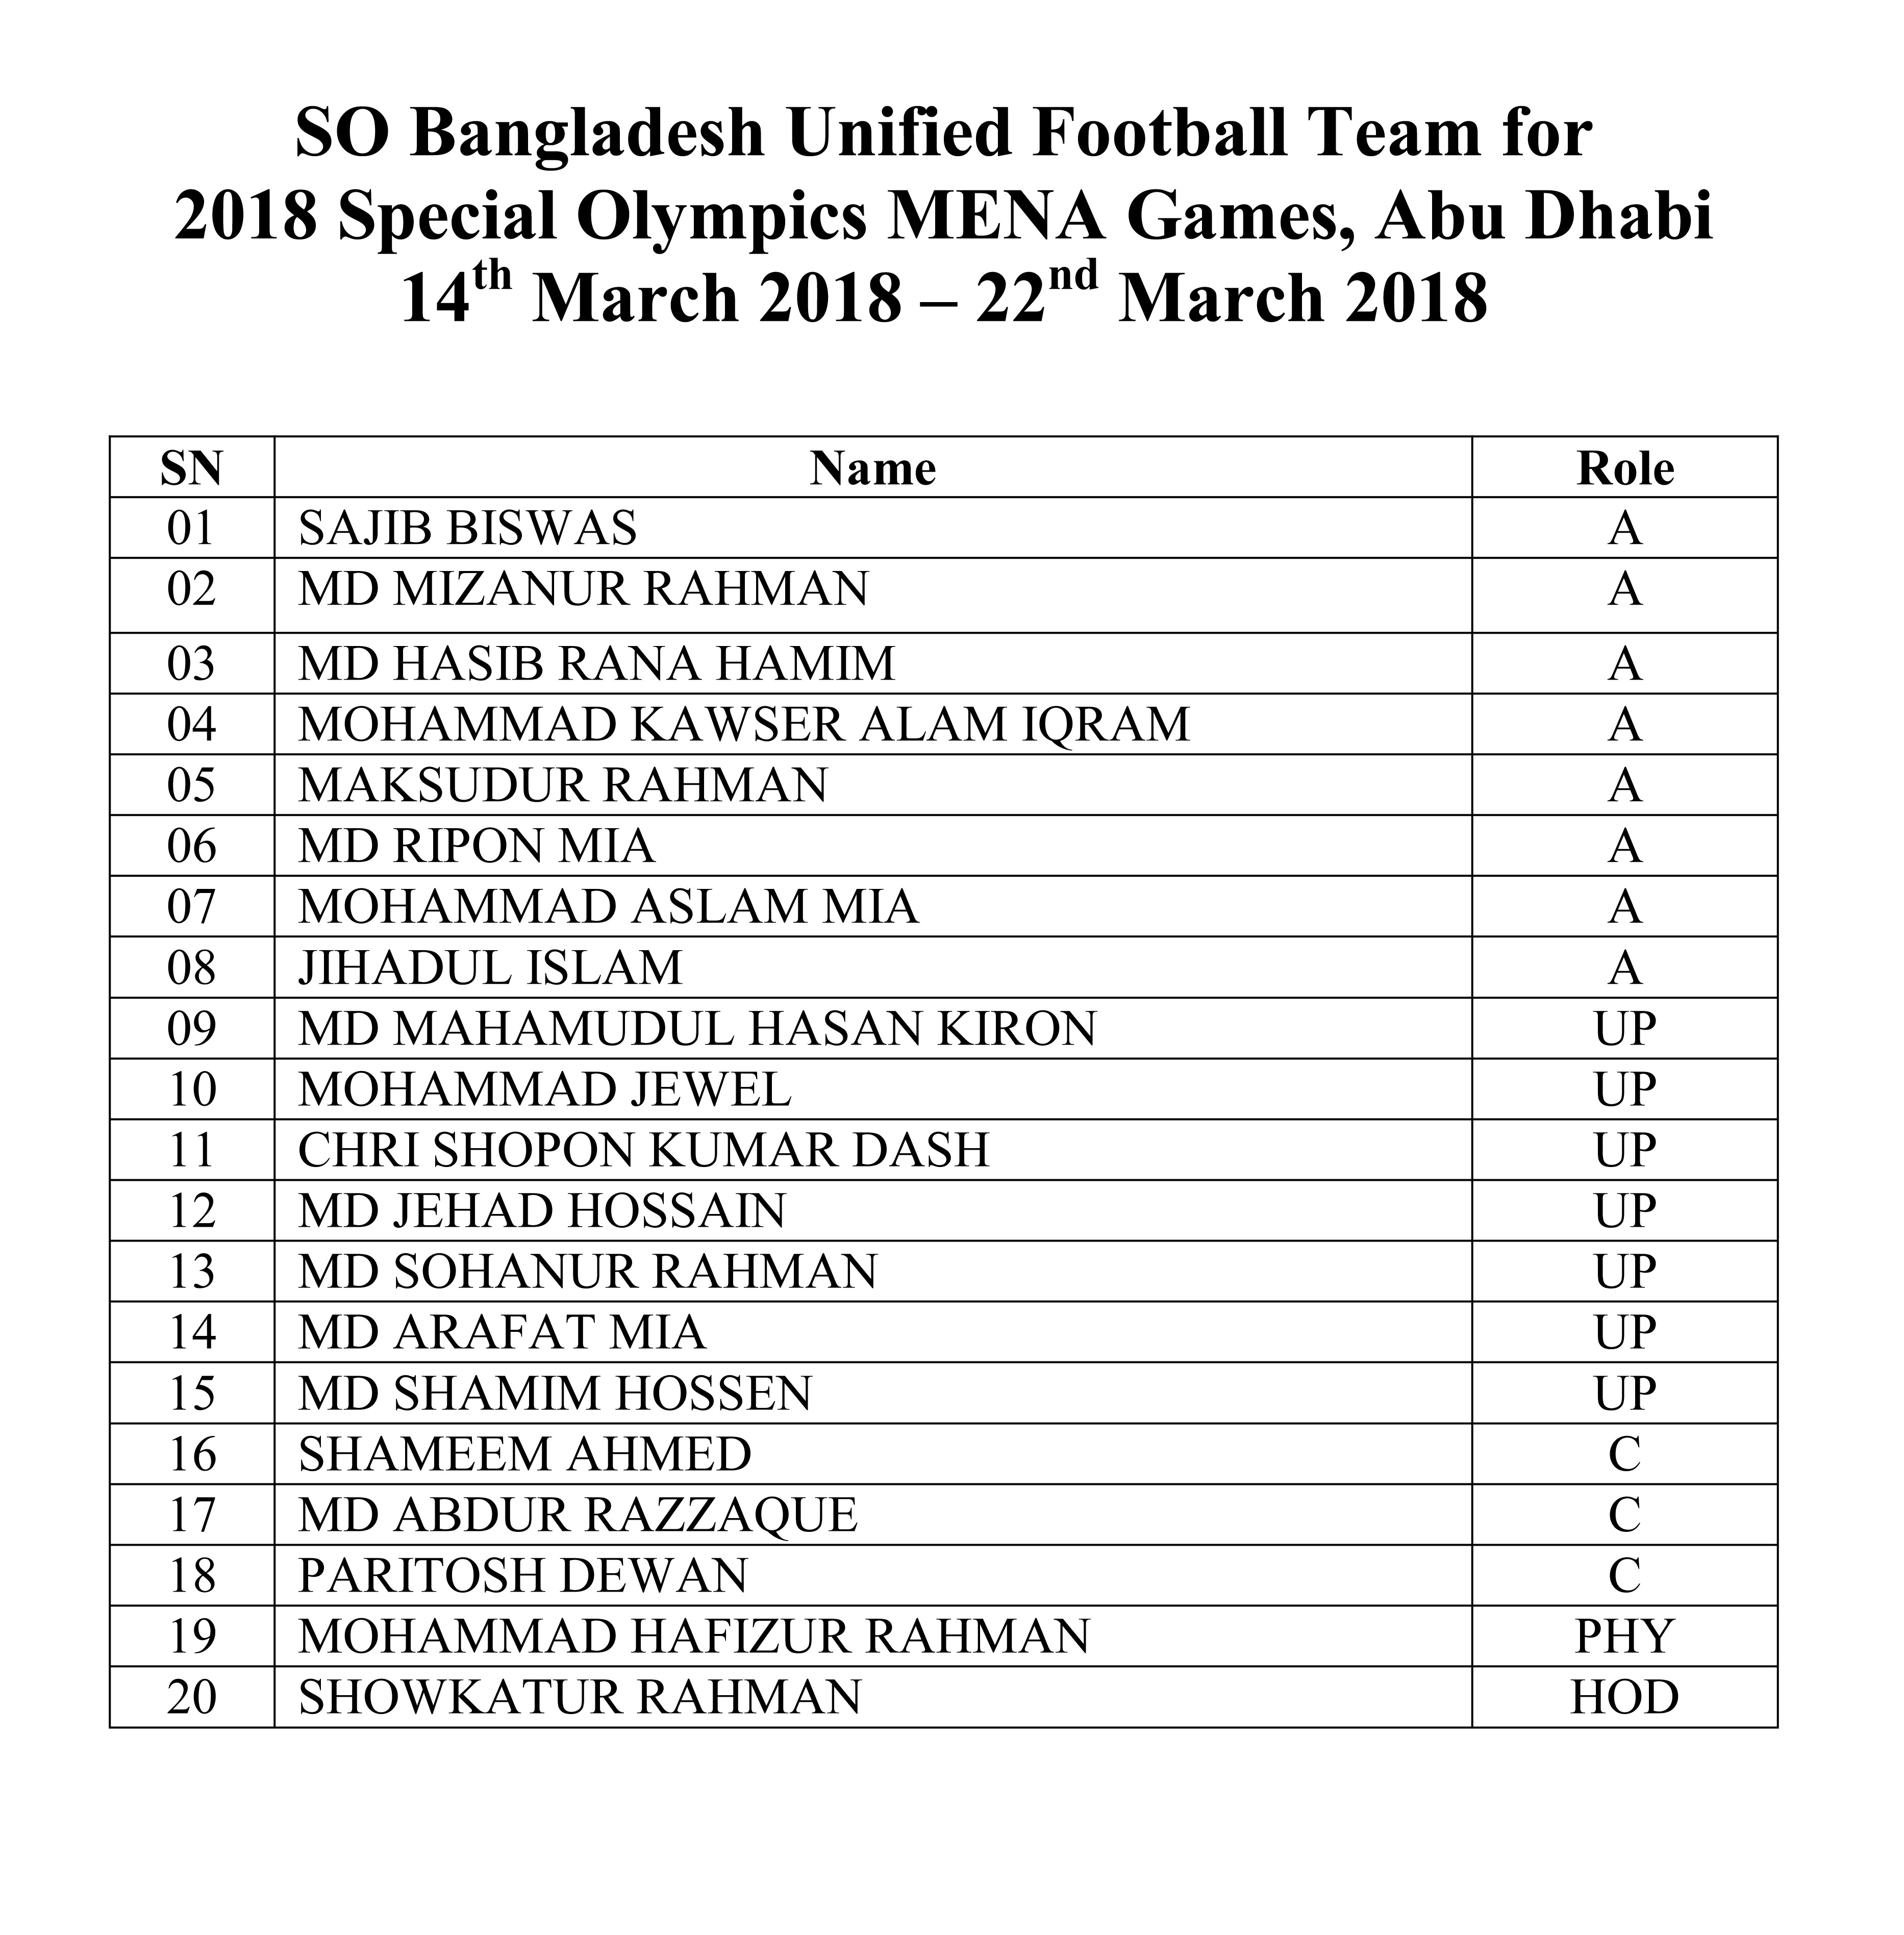 SO Bangladesh Unified Football Team for
2018 Special Olympics MENA Games, Abu Dhabi
14th March 2018 – 22nd March 2018
SN Name Role
01 SAJIB BISWAS A
02 MD MIZANUR RAHMAN A
03 MD HASIB RANA HAMIM A
04 MOHAMMAD KAWSER ALAM IQRAM A
05 MAKSUDUR RAHMAN A
06 MD RIPON MIA A
07 MOHAMMAD ASLAM MIA A
08 JIHADUL ISLAM A
09 MD MAHAMUDUL HASAN KIRON UP
10 MOHAMMAD JEWEL UP
11 CHRI SHOPON KUMAR DASH UP
12 MD JEHAD HOSSAIN UP
13 MD SOHANUR RAHMAN UP
14 MD ARAFAT MIA UP
15 MD SHAMIM HOSSEN UP
16 SHAMEEM AHMED C
17 MD ABDUR RAZZAQUE C
18 PARITOSH DEWAN C
19 MOHAMMAD HAFIZUR RAHMAN PHY
20 SHOWKATUR RAHMAN HOD